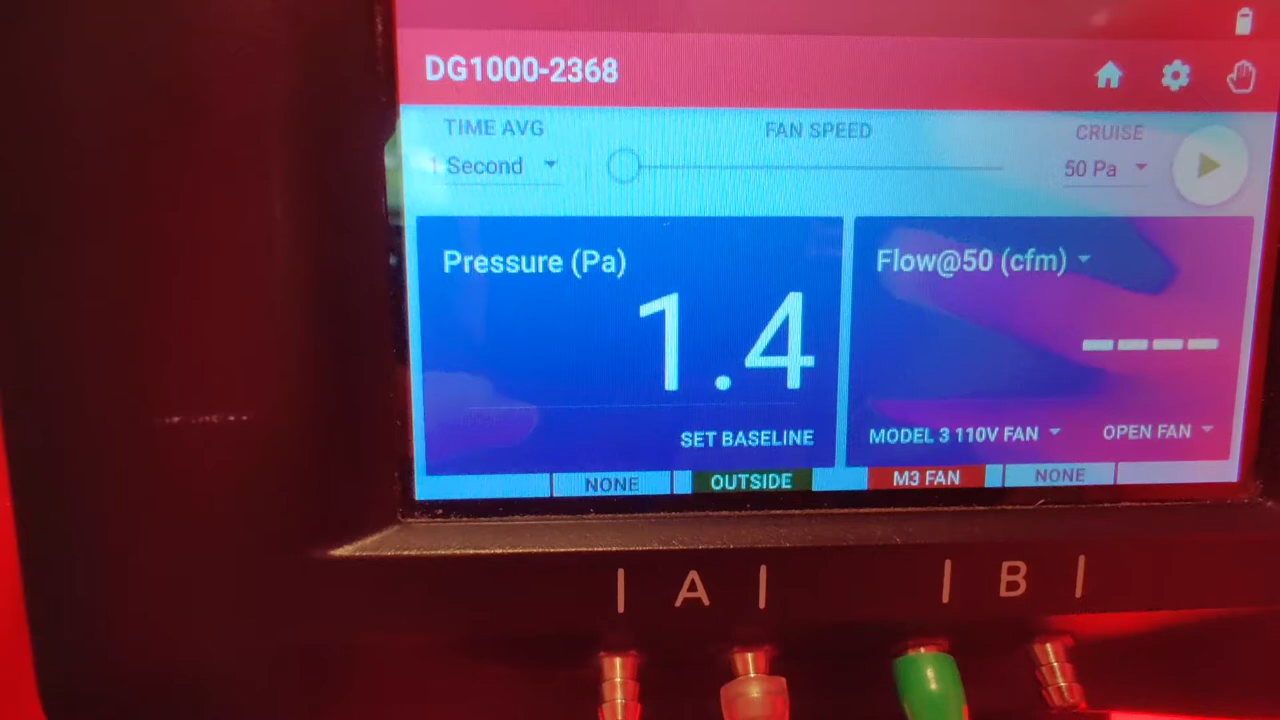 DG1000-2368
TIME AVG FAN SPEED CRUISE
1 Second 50 Pa
Pressure (Pa) Flow@50 (cfm)
1.4 ----
SET BASELINE MODEL 3 110V FAN OPEN FAN
NONE OUTSIDE M3 FAN NONE
| A | | B |